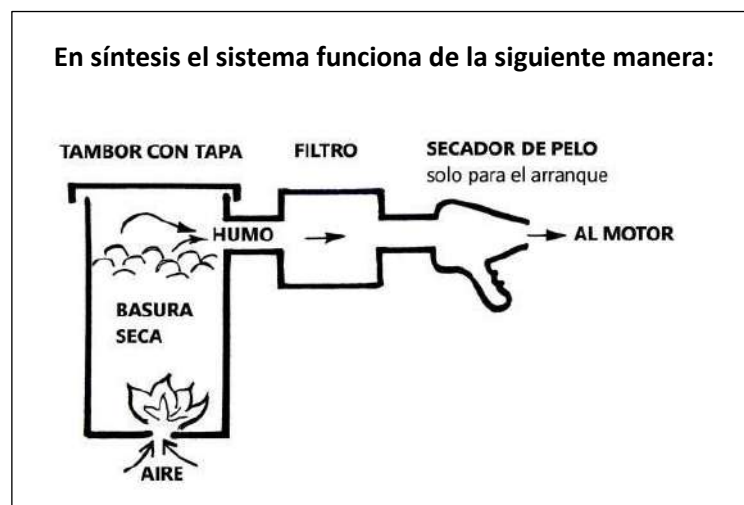 En síntesis el sistema funciona de la siguiente manera:
TAMBOR CON TAPA
FILTRO
SECADOR DE PELO
solo para el arranque
HUMO
AL MOTOR
BASURA
SECA
AIRE